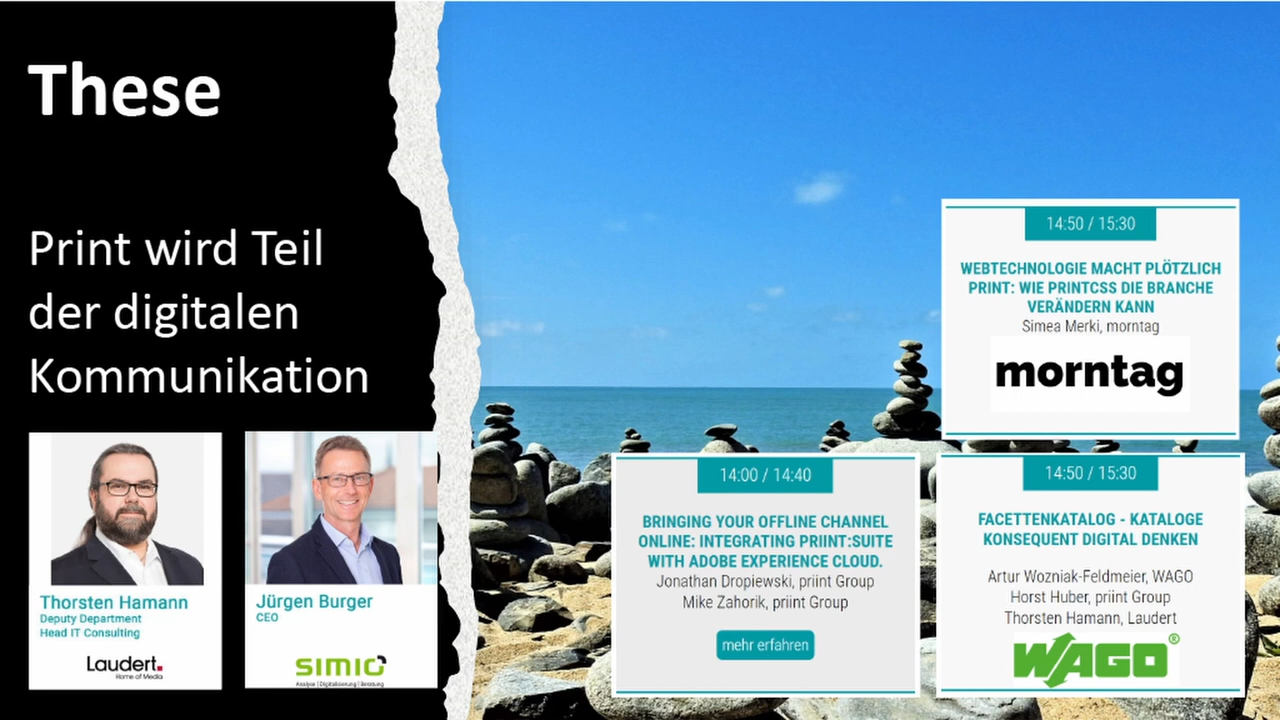 These
Print wird Teil
der digitalen
Kommunikation
Thorsten Hamann
Deputy Department
Head IT Consulting
Laudert.
Home of Media
Jürgen Burger
CEO
SIMIO
Analyse | Digitalisierung | Beratung
14:50 / 15:30
WEBTECHNOLOGIE MACHT PLÖTZLICH
PRINT: WIE PRINTCSS DIE BRANCHE
VERÄNDERN KANN
Simea Merki, morntag
morntag
14:00 / 14:40
BRINGING YOUR OFFLINE CHANNEL
ONLINE: INTEGRATING PRIINT:SUITE
WITH ADOBE EXPERIENCE CLOUD.
Jonathan Dropiewski, priint Group
Mike Zahorik, priint Group
mehr erfahren
14:50 / 15:30
FACETTENKATALOG - KATALOGE
KONSEQUENT DIGITAL DENKEN
Artur Wozniak-Feldmeier, WAGO
Horst Huber, priint Group
Thorsten Hamann, Laudert
WAGO®